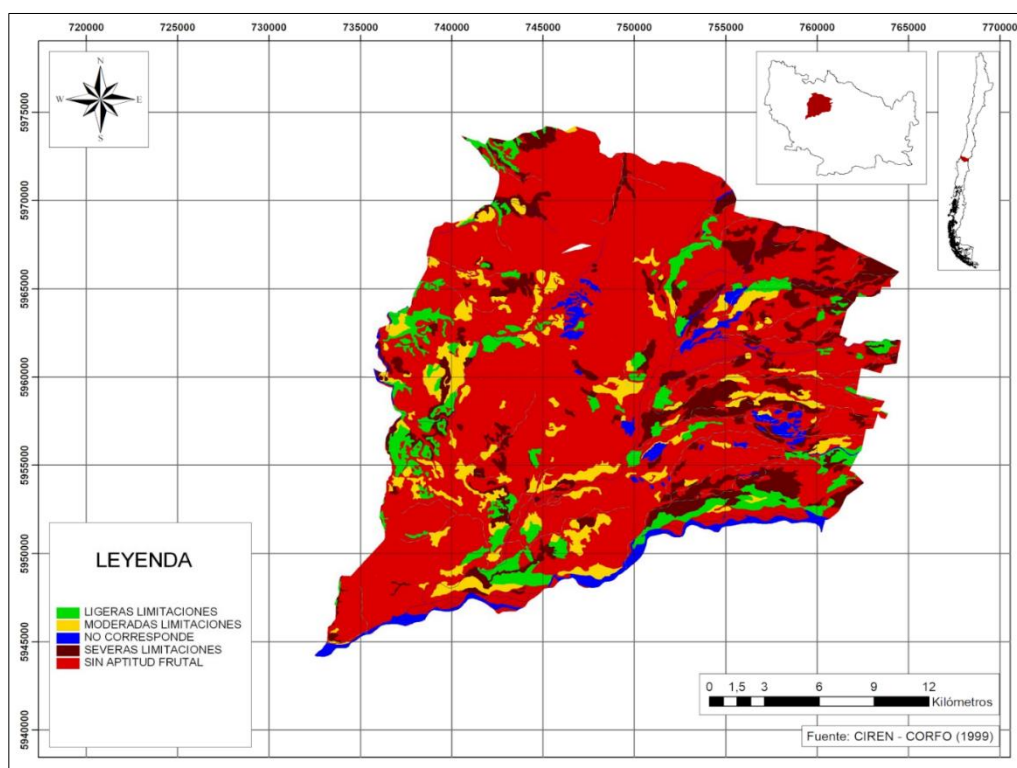 720000 725000 730000 735000 740000 745000 750000 755000 760000 765000 770000
N
W E
S
5975000
5970000
5965000
5960000
5955000
5950000
5945000
5940000
LEYENDA
LIGERAS LIMITACIONES
MODERADAS LIMITACIONES
NO CORRESPONDE
SEVERAS LIMITACIONES
SIN APTITUD FRUTAL
0 1,5 3 6 9 12
Kilómetros
Fuente: CIREN - CORFO (1999)